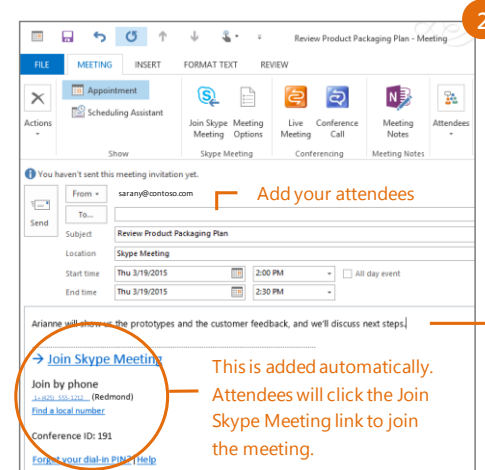 2
Review Product Packaging Plan - Meeting
FILE MEETING INSERT FORMAT TEXT REVIEW
Appointment
Scheduling Assistant
Actions
Join Skype Meeting
Meeting Options
Live Meeting
Conference Call
Meeting Notes
Attendees
Show Skype Meeting Conferencing Meeting Notes
You haven't sent this meeting invitation yet.
From sarany@contoso.com
Add your attendees
To...
Send
Subject Review Product Packaging Plan
Location Skype Meeting
Start time Thu 3/19/2015 2:00 PM All day event
End time Thu 3/19/2015 2:30 PM
Arianne will show us the prototypes and the customer feedback, and we'll discuss next steps.
→ Join Skype Meeting
This is added automatically.
Attendees will click the Join
Skype Meeting link to join
the meeting.
Join by phone
1+(425) 555-1212 (Redmond)
Find a local number
Conference ID: 191
Forgot your dial-in PIN? | Help